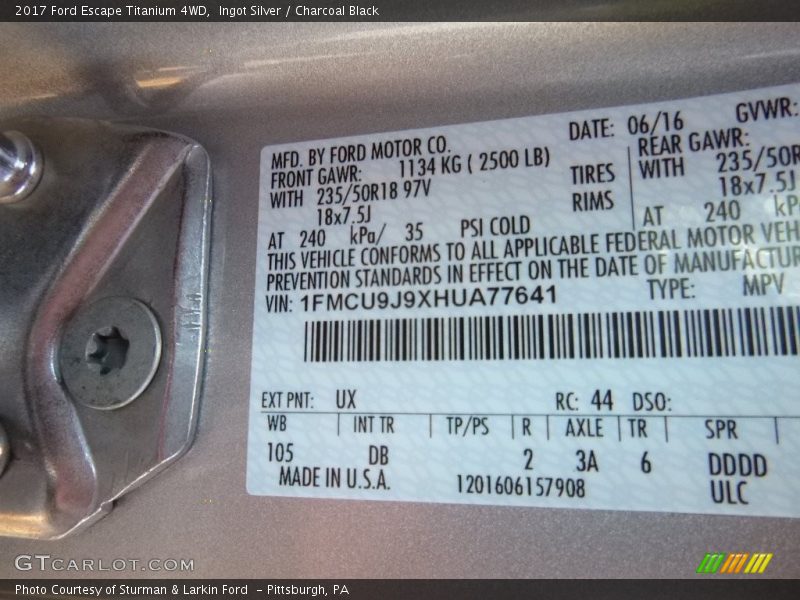 2017 Ford Escape Titanium 4WD,  Ingot Silver / Charcoal Black
MFD. BY FORD MOTOR CO. DATE: 06/16 GVWR:
FRONT GAWR: 1134 KG ( 2500 LB) REAR GAWR:
WITH 235/50R18 97V TIRES WITH 235/50R
18x7.5J RIMS 18x7.5J
AT 240 kPa/ 35 PSI COLD AT 240 kPa
THIS VEHICLE CONFORMS TO ALL APPLICABLE FEDERAL MOTOR VEH
PREVENTION STANDARDS IN EFFECT ON THE DATE OF MANUFACTUR
VIN: 1FMCU9J9XHUA77641 TYPE: MPV
EXT PNT: UX RC: 44 DSO:
WB INT TR TP/PS R AXLE TR SPR
105 DB 2 3A 6 DDDD
MADE IN U.S.A. 1201606157908 ULC
GTCARLOT.COM
Photo Courtesy of Sturman & Larkin Ford  - Pittsburgh, PA